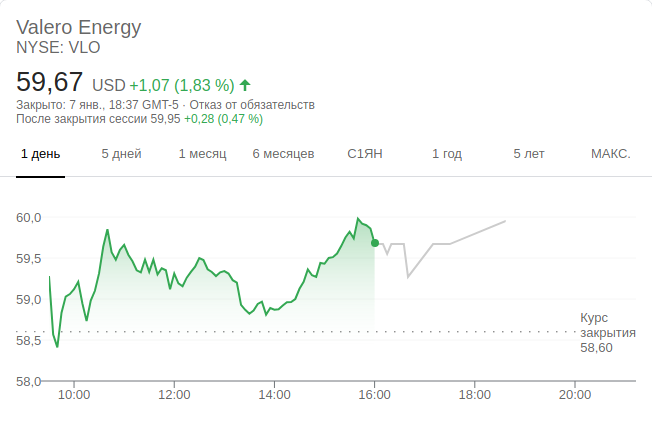 Valero Energy
NYSE: VLO
59,67 USD +1,07 (1,83 %)
Закрыто: 7 янв., 18:37 GMT-5 · Отказ от обязательств
После закрытия сессии 59,95 +0,28 (0,47 %)
1 день 5 дней 1 месяц 6 месяцев С1ЯН 1 год 5 лет МАКС.
60,0
59,5
59,0
58,5
58,0
Курс
закрытия
58,60
10:00 12:00 14:00 16:00 18:00 20:00